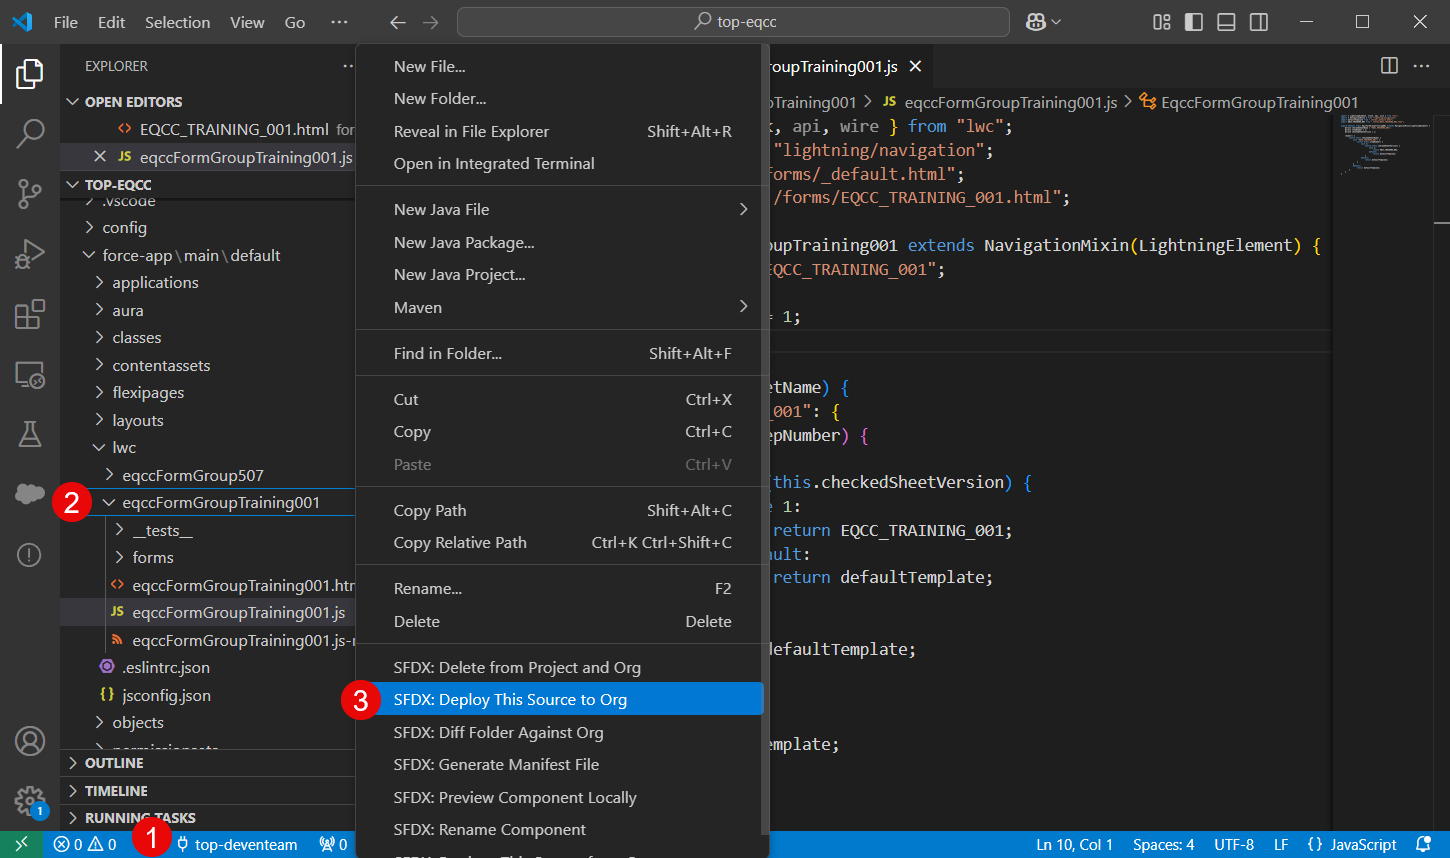 File Edit Selection View Go ···
top-eqcc
EXPLORER
OPEN EDITORS
EQCC_TRAINING_001.html for
JS eqccFormGroupTraining001.js
TOP-EQCC
.vscode
config
force-app\main\default
applications
aura
classes
contentassets
flexipages
layouts
lwc
eqccFormGroup507
2
eqccFormGroupTraining001
__tests__
forms
eqccFormGroupTraining001.htm
JS eqccFormGroupTraining001.js
eqccFormGroupTraining001.js-
.eslintrc.json
{} jsconfig.json
objects
OUTLINE
TIMELINE
RUNNING TASKS
1
New File...
New Folder...
Reveal in File Explorer Shift+Alt+R
Open in Integrated Terminal
New Java File
New Java Package...
New Java Project...
Maven
Find in Folder... Shift+Alt+F
Cut Ctrl+X
Copy Ctrl+C
Paste Ctrl+V
Copy Path Shift+Alt+C
Copy Relative Path Ctrl+K Ctrl+Shift+C
Rename... F2
Delete Delete
SFDX: Delete from Project and Org
3
SFDX: Deploy This Source to Org
SFDX: Diff Folder Against Org
SFDX: Generate Manifest File
SFDX: Preview Component Locally
SFDX: Rename Component
roupTraining001.js
pTraining001 > JS eqccFormGroupTraining001.js > EqccFormGroupTraining001
, api, wire } from "lwc";
"lightning/navigation";
forms/_default.html";
/forms/EQCC_TRAINING_001.html";
oupTraining001 extends NavigationMixin(LightningElement) {
EQCC_TRAINING_001";
= 1;
etName) {
_001": {
epNumber) {
(this.checkedSheetVersion) {
e 1:
return EQCC_TRAINING_001;
ault:
return defaultTemplate;
defaultTemplate;
emplate;
0 0 top-deventeam 0
Ln 10, Col 1 Spaces: 4 UTF-8 LF {} JavaScript
1